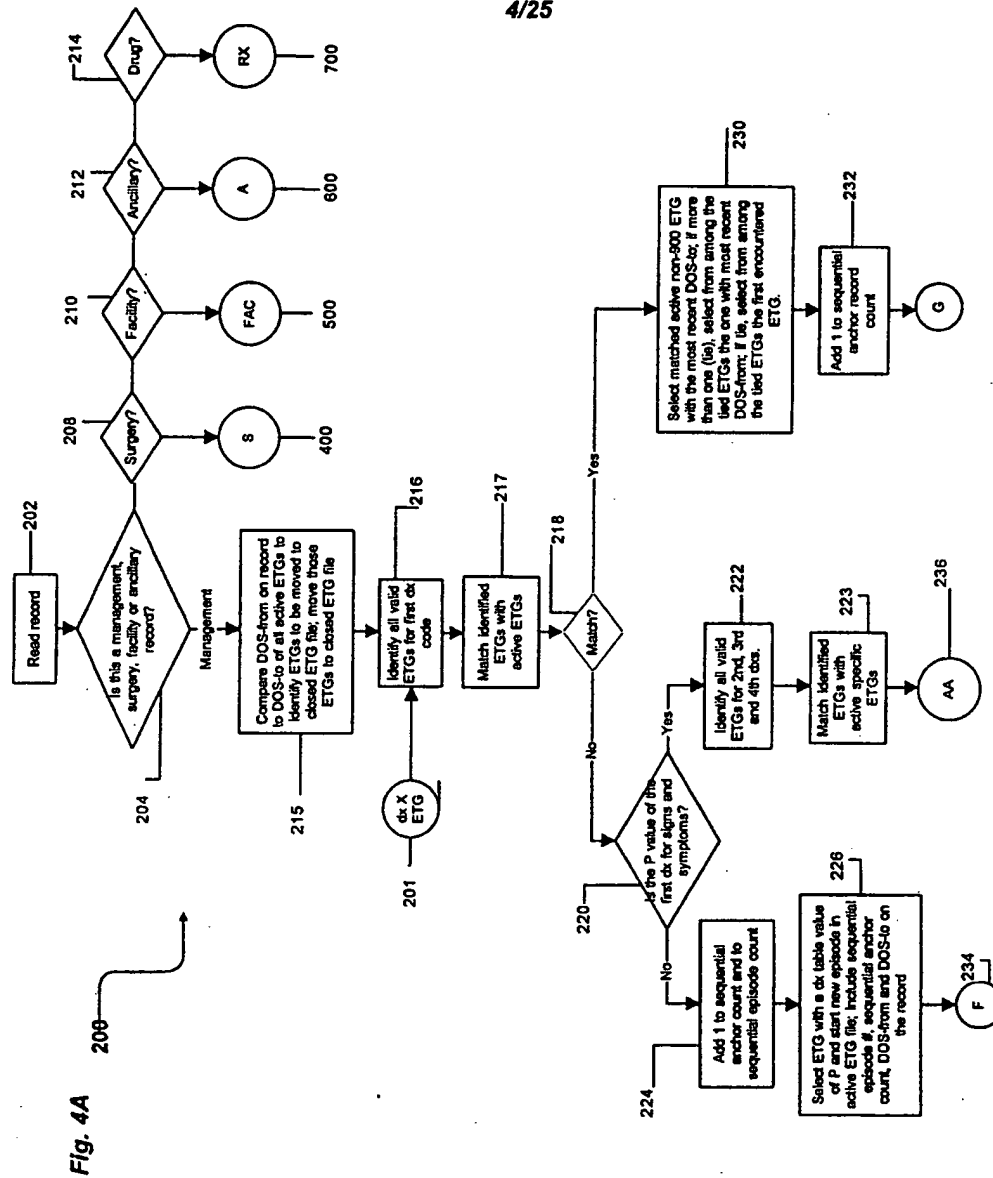 4/25
Fig. 4A
200
Read record
202
Is this a management,
surgery, facility or ancillary
record?
204
Surgery?
208
Facility?
210
Ancillary?
212
Drug?
214
S
400
FAC
500
A
600
RX
700
Management
Compare DOS-from on record
to DOS-to of all active ETGs to
identify ETGs to be moved to
closed ETG file; move those
ETGs to closed ETG file
215
dx X
ETG
201
Identify all valid
ETGs for first dx
code
216
Match identified
ETGs with
active ETGs
217
Match?
218
No
Yes
Is the P value of the
first dx for signs and
symptoms?
220
No
Yes
Identify all valid
ETGs for 2nd, 3rd
and 4th dxs.
222
Match identified
ETGs with
active specific
ETGs
223
AA
236
Add 1 to sequential
anchor count and to
sequential episode count
224
Select ETG with a dx table value
of P and start new episode in
active ETG file; Include sequential
episode #, sequential anchor
count, DOS-from and DOS-to on
the record
226
F
234
Select matched active non-900 ETG
with the most recent DOS-to; if more
than one (tie), select from among the
tied ETGs the one with most recent
DOS-from; if tie, select from among
the tied ETGs the first encountered
ETG.
230
Add 1 to sequential
anchor record
count
232
G